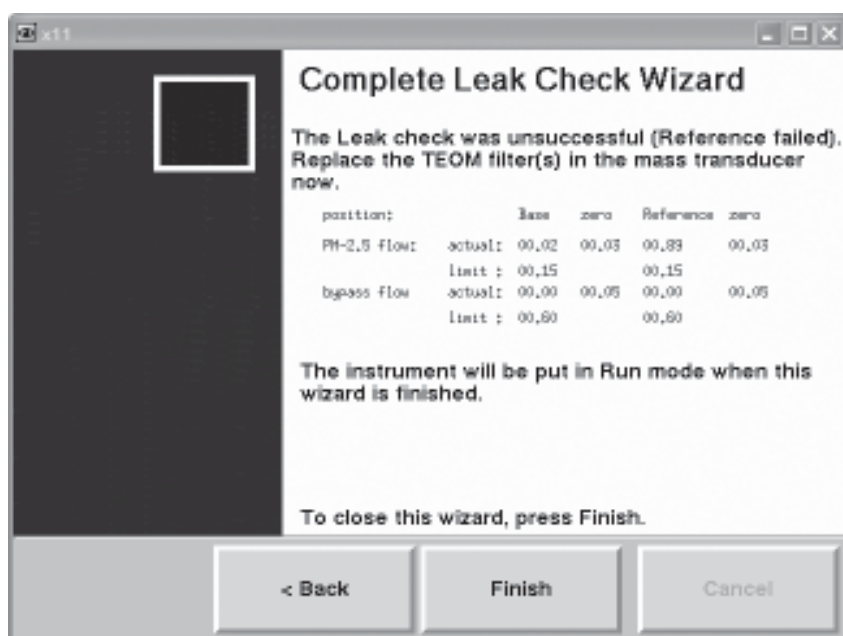 x11
Complete Leak Check Wizard
The Leak check was unsuccessful (Reference failed).
Replace the TEOM filter(s) in the mass transducer
now.
position: Base zero Reference zero
PM-2.5 flow: actual: 00.02 00.03 00.89 00.03
limit : 00.15 00.15
bypass flow actual: 00.00 00.05 00.00 00.05
limit : 00.60 00.60
The instrument will be put in Run mode when this
wizard is finished.
To close this wizard, press Finish.
< Back Finish Cancel